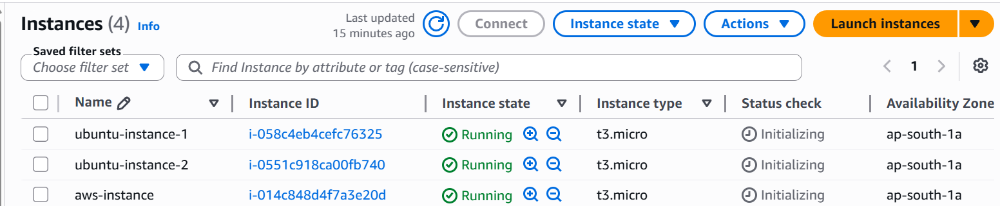 Instances (4) Info
Last updated
15 minutes ago
Connect
Instance state
Actions
Launch instances
Saved filter sets
Choose filter set
Find Instance by attribute or tag (case-sensitive)
1
Name Instance ID Instance state Instance type Status check Availability Zone
ubuntu-instance-1 i-058c4eb4cefc76325 Running t3.micro Initializing ap-south-1a
ubuntu-instance-2 i-0551c918ca00fb740 Running t3.micro Initializing ap-south-1a
aws-instance i-014c848d4f7a3e20d Running t3.micro Initializing ap-south-1a